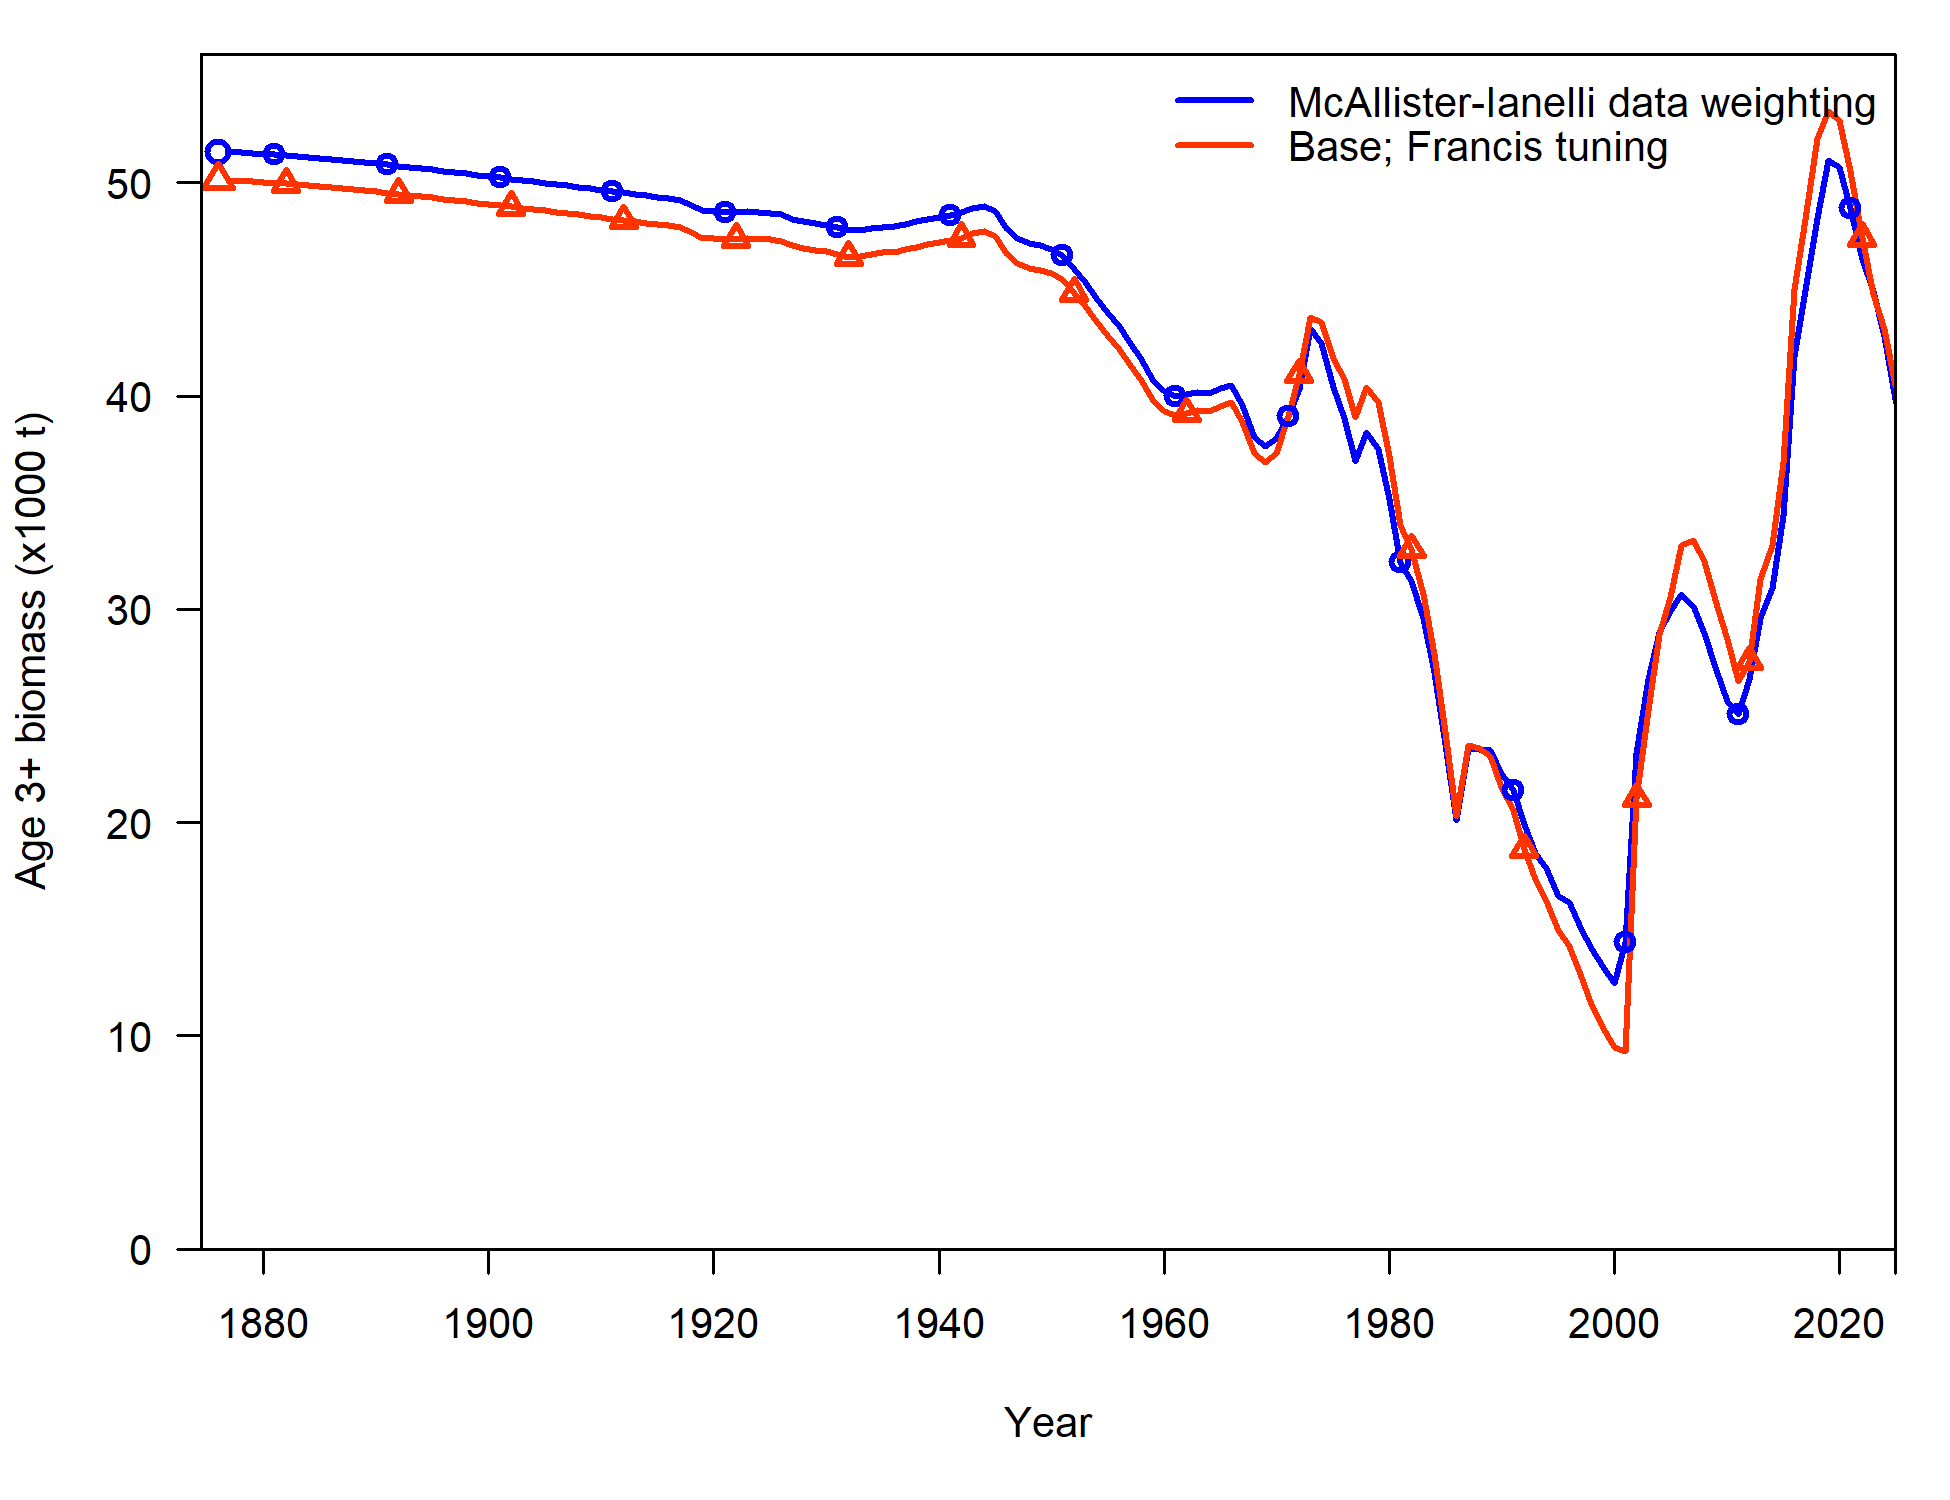 McAllister-Ianelli data weighting
Base; Francis tuning
Age 3+ biomass (x1000 t)
50
40
30
20
10
0
1880 1900 1920 1940 1960 1980 2000 2020
Year